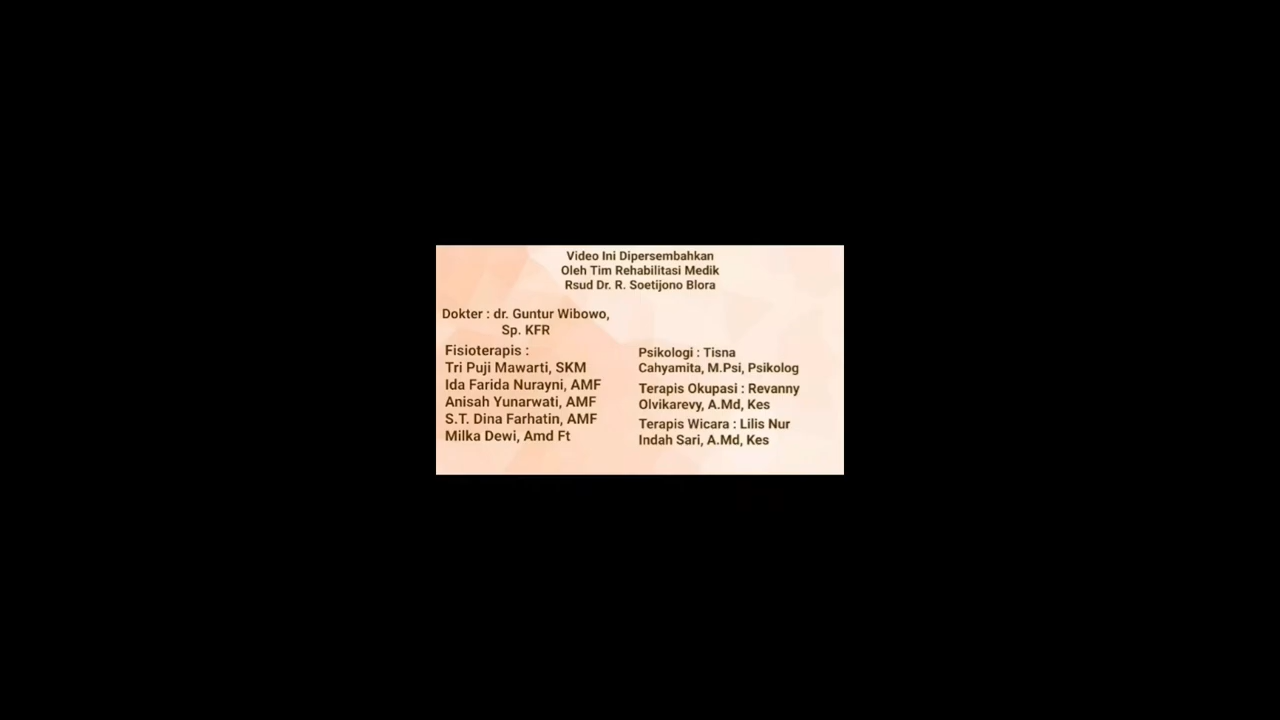 Video Ini Dipersembahkan
Oleh Tim Rehabilitasi Medik
Rsud Dr. R. Soetijono Blora
Dokter : dr. Guntur Wibowo,
Sp. KFR
Fisioterapis :
Tri Puji Mawarti, SKM
Ida Farida Nurayni, AMF
Anisah Yunarwati, AMF
S.T. Dina Farhatin, AMF
Milka Dewi, Amd Ft
Psikologi : Tisna
Cahyamita, M.Psi, Psikolog
Terapis Okupasi : Revanny
Olvikarevy, A.Md, Kes
Terapis Wicara : Lilis Nur
Indah Sari, A.Md, Kes